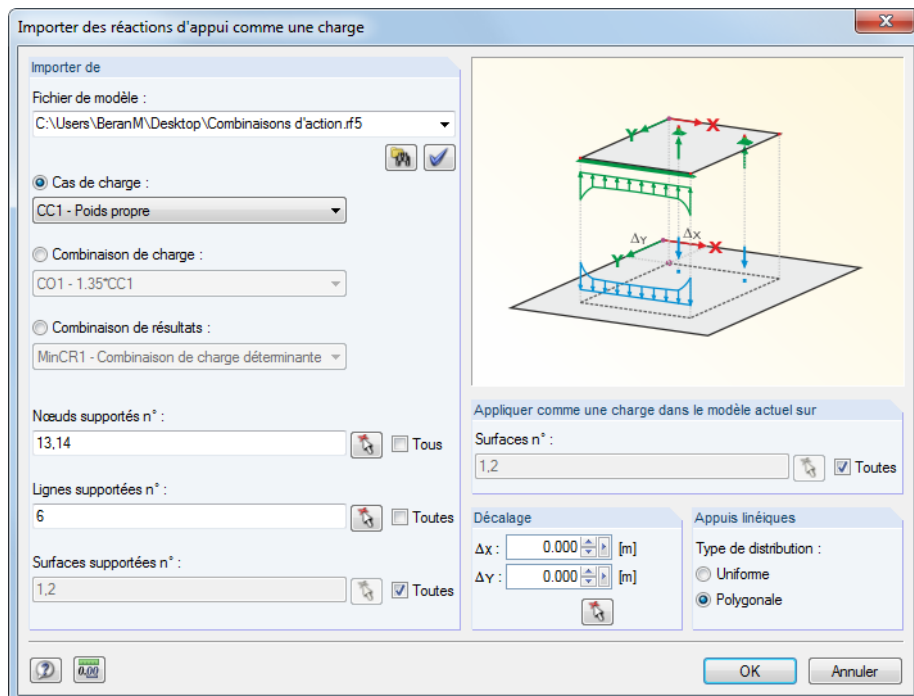 Importer des réactions d'appui comme une charge
Importer de
Fichier de modèle :
C:\Users\BeranM\Desktop\Combinaisons d'action.rf5
Cas de charge :
CC1 - Poids propre
Combinaison de charge :
CO1 - 1.35*CC1
Combinaison de résultats :
MinCR1 - Combinaison de charge déterminante
Nœuds supportés n° :
13,14
Tous
Lignes supportées n° :
6
Toutes
Surfaces supportées n° :
1,2
Toutes
Y
X
ΔY
ΔX
Y
X
Appliquer comme une charge dans le modèle actuel sur
Surfaces n° :
1,2
Toutes
Décalage
ΔX :
0.000
[m]
ΔY :
0.000
[m]
Appuis linéiques
Type de distribution :
Uniforme
Polygonale
0.00
OK
Annuler